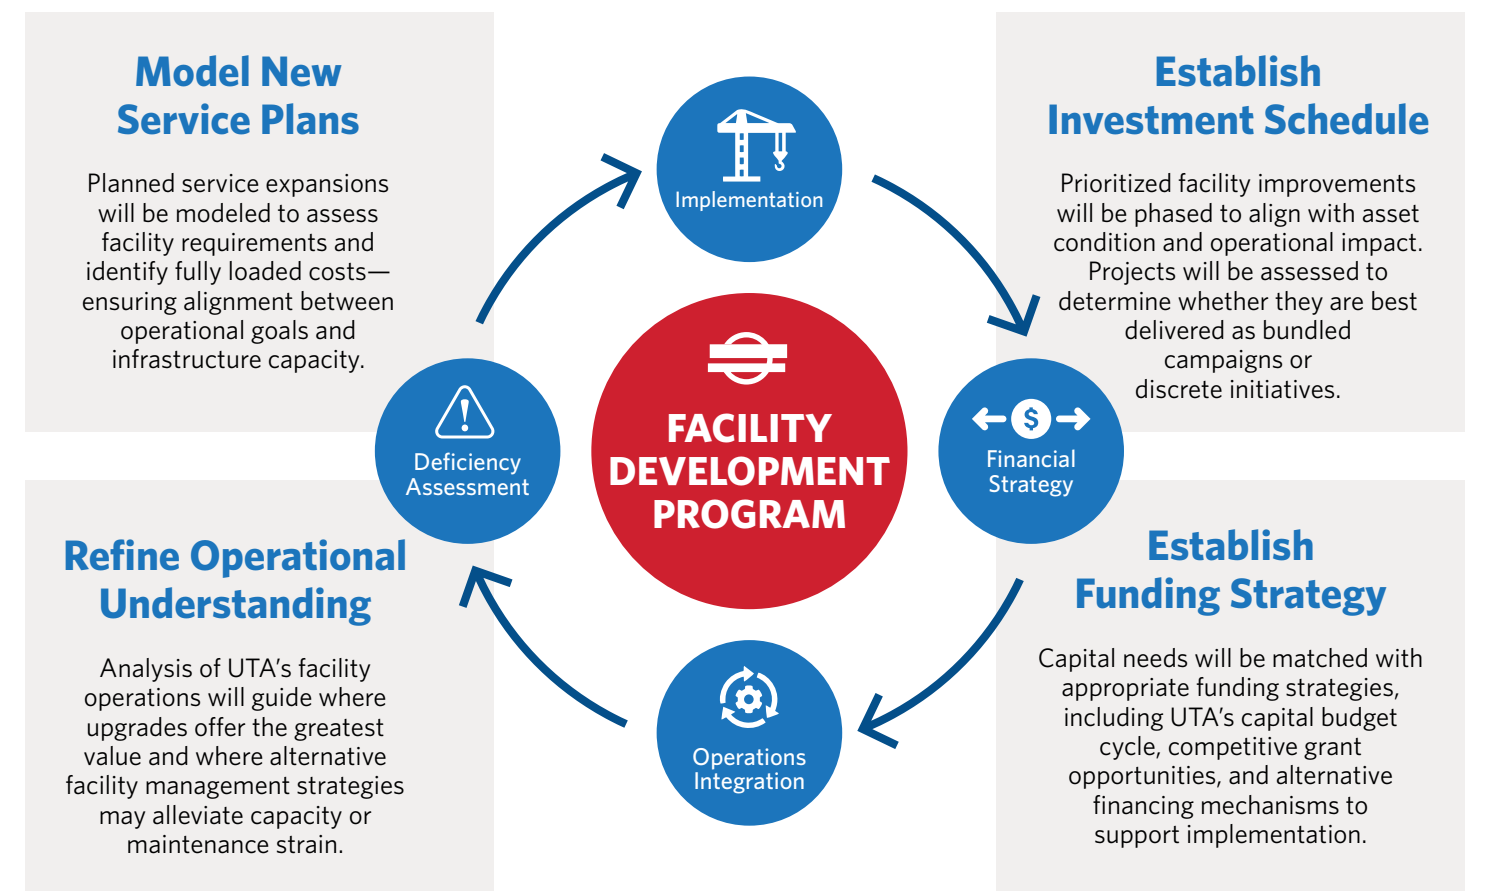 Model New
Service Plans
Planned service expansions
will be modeled to assess
facility requirements and
identify fully loaded costs—
ensuring alignment between
operational goals and
infrastructure capacity.
Implementation
Establish
Investment Schedule
Prioritized facility improvements
will be phased to align with asset
condition and operational impact.
Projects will be assessed to
determine whether they are best
delivered as bundled
campaigns or
discrete initiatives.
Deficiency
Assessment
FACILITY
DEVELOPMENT
PROGRAM
$
Financial
Strategy
Refine Operational
Understanding
Analysis of UTA’s facility
operations will guide where
upgrades offer the greatest
value and where alternative
facility management strategies
may alleviate capacity or
maintenance strain.
Operations
Integration
Establish
Funding Strategy
Capital needs will be matched with
appropriate funding strategies,
including UTA’s capital budget
cycle, competitive grant
opportunities, and alternative
financing mechanisms to
support implementation.